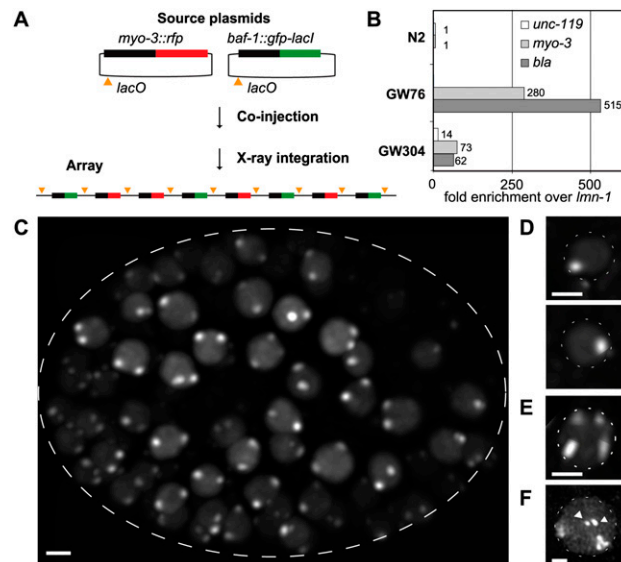 A
Source plasmids
myo-3::rfp
baf-1::gfp-lacI
lacO
lacO
Co-injection
X-ray integration
Array
B
unc-119
myo-3
bla
N2
1
1
GW76
280
515
GW304
14
73
62
0
250
500
fold enrichment over lmn-1
C
D
E
F